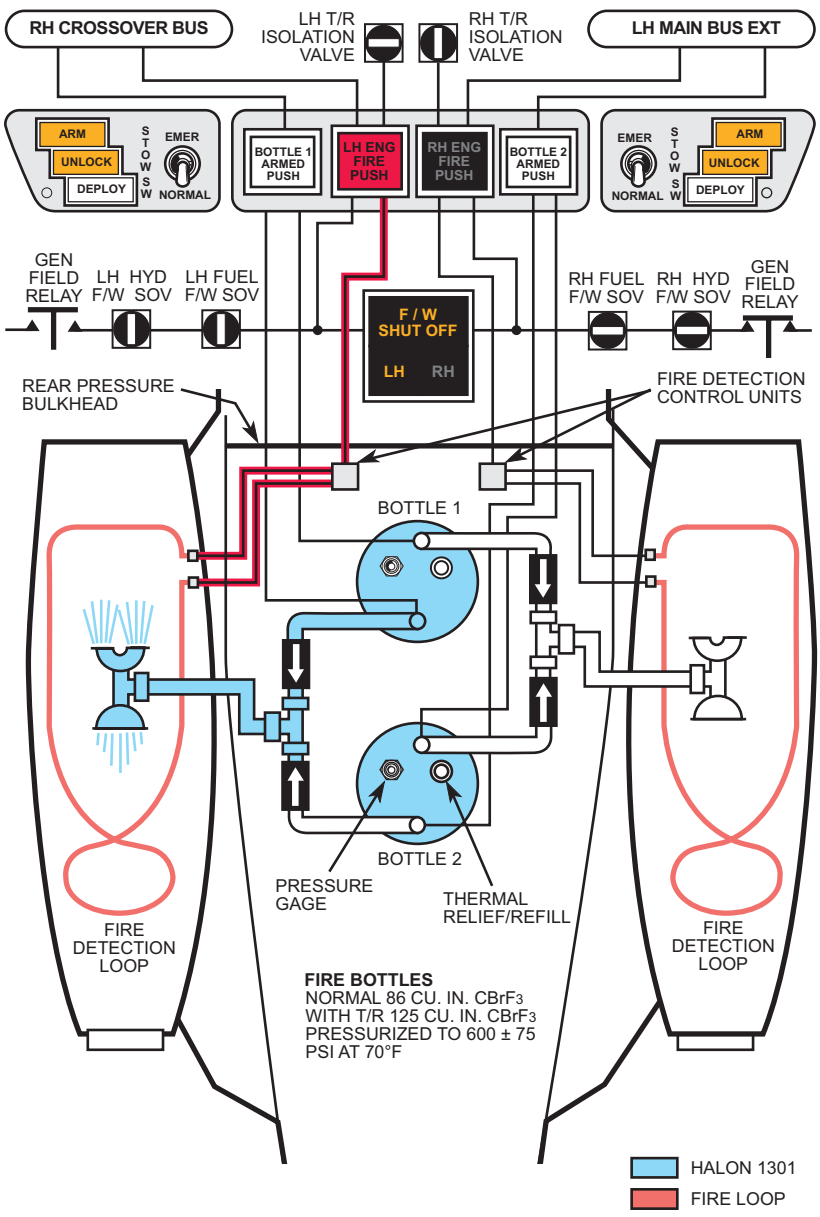 RH CROSSOVER BUS
LH T/R
ISOLATION
VALVE
RH T/R
ISOLATION
VALVE
LH MAIN BUS EXT
ARM
UNLOCK
DEPLOY
STOW SW
EMER
NORMAL
BOTTLE 1
ARMED
PUSH
LH ENG
FIRE
PUSH
RH ENG
FIRE
PUSH
BOTTLE 2
ARMED
PUSH
EMER
NORMAL
STOW SW
ARM
UNLOCK
DEPLOY
GEN
FIELD
RELAY
LH HYD
F/W SOV
LH FUEL
F/W SOV
F / W
SHUT OFF
LH RH
RH FUEL
F/W SOV
RH HYD
F/W SOV
GEN
FIELD
RELAY
REAR PRESSURE
BULKHEAD
FIRE DETECTION
CONTROL UNITS
BOTTLE 1
BOTTLE 2
PRESSURE
GAGE
THERMAL
RELIEF/REFILL
FIRE
DETECTION
LOOP
FIRE
DETECTION
LOOP
FIRE BOTTLES
NORMAL 86 CU. IN. CBrF3
WITH T/R 125 CU. IN. CBrF3
PRESSURIZED TO 600 ± 75
PSI AT 70°F
HALON 1301
FIRE LOOP